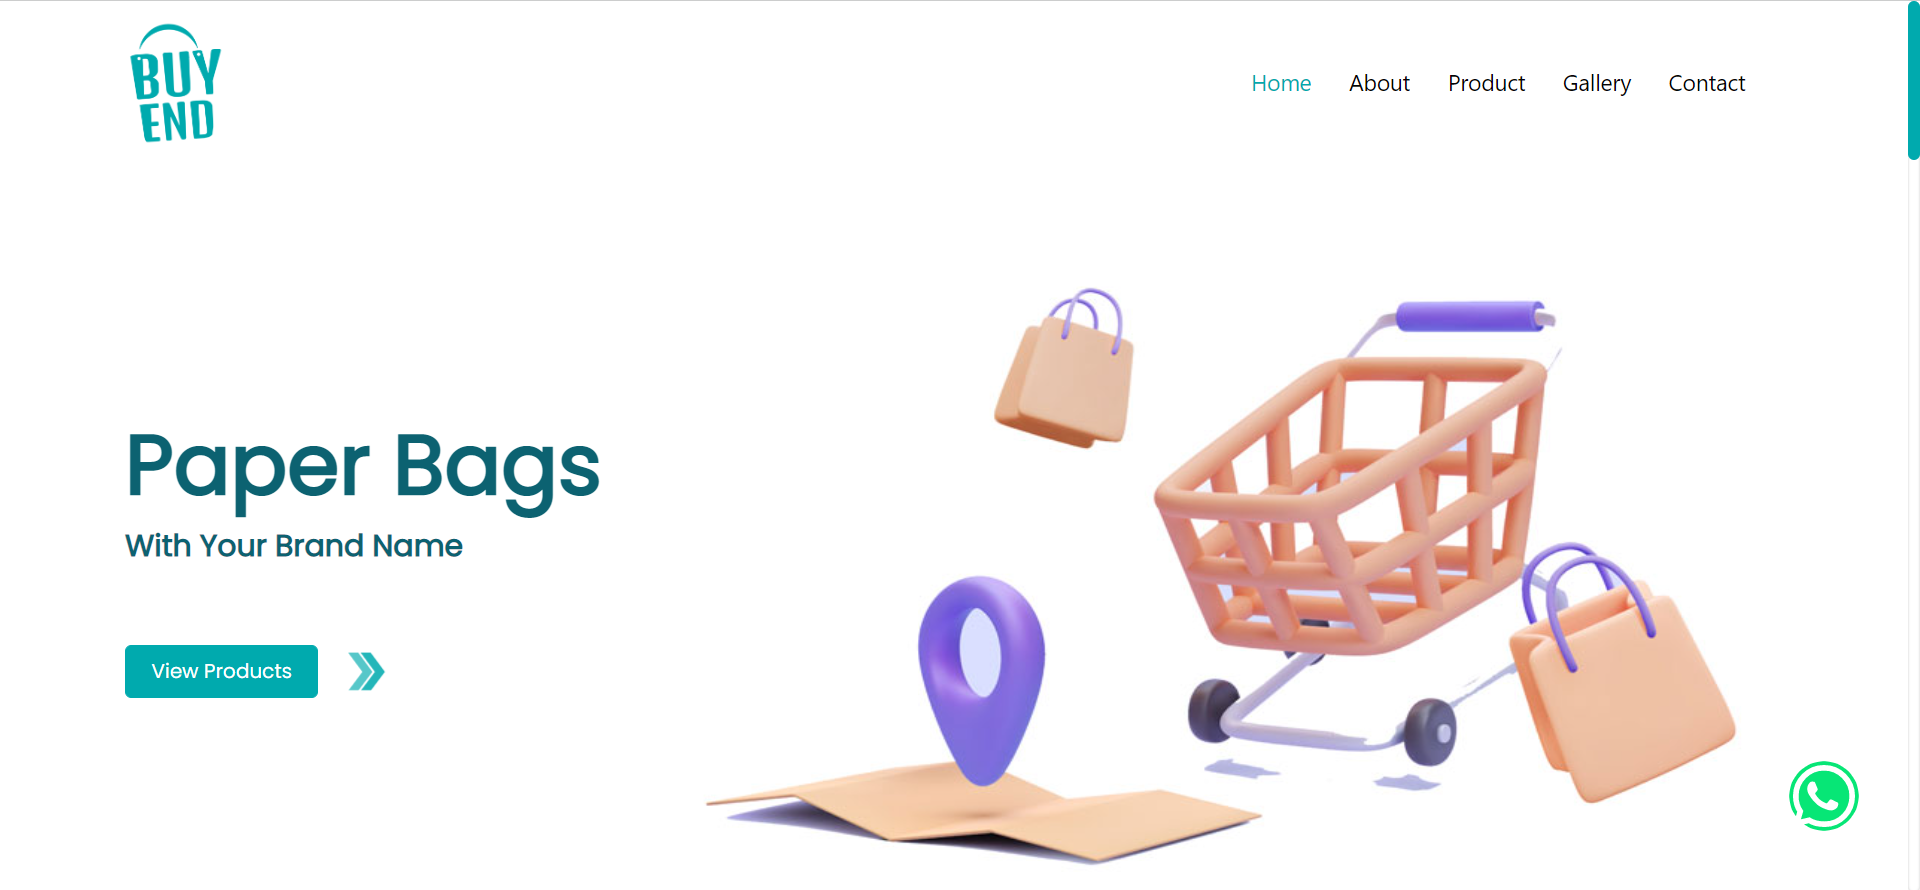 BUY
END
Home About Product Gallery Contact
Paper Bags
With Your Brand Name
View Products